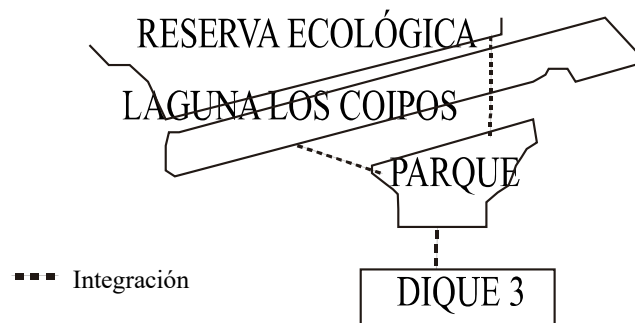 RESERVA ECOLÓGICA
LAGUNA LOS COIPOS
PARQUE
Integración
DIQUE 3